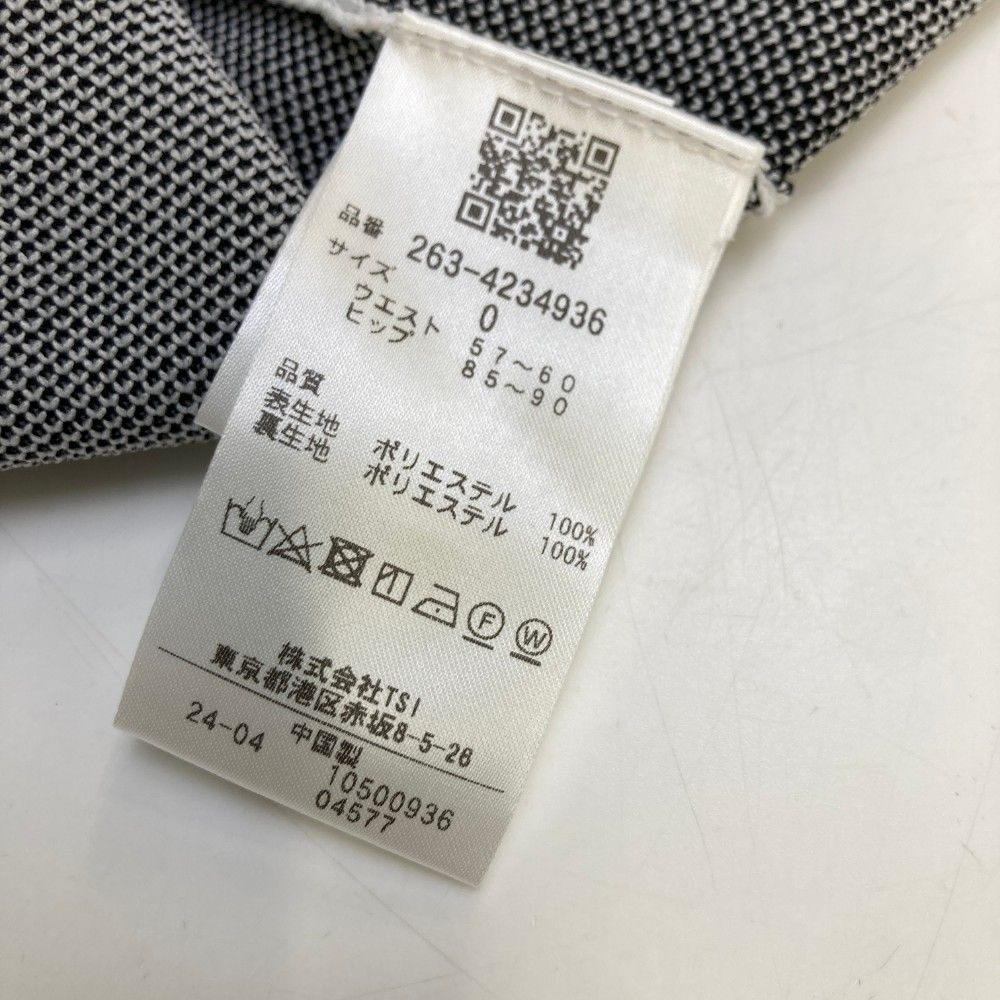 品番 263-4234936
サイズ 0
ウエスト 57～60
ヒップ 85～90
品質
表生地 ポリエステル 100%
裏生地 ポリエステル 100%
F W
株式会社TSI
東京都港区赤坂8-5-26
24-04 中国製
10500936
04577